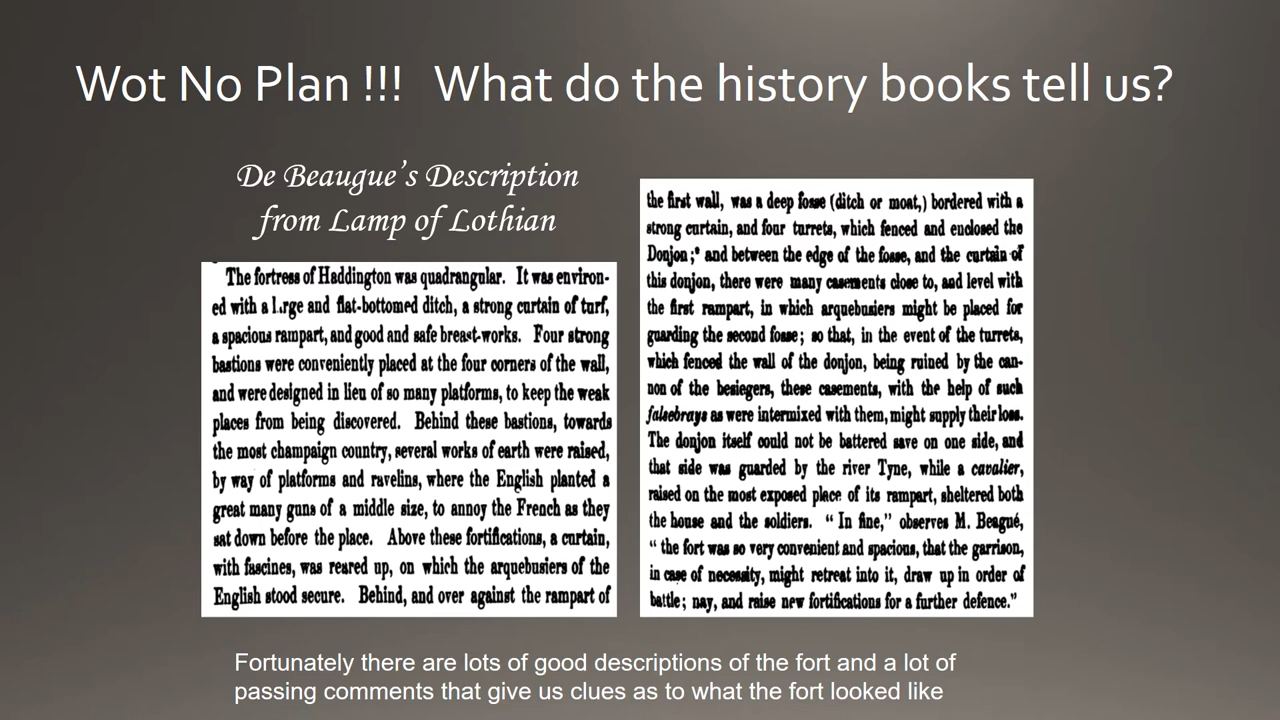 Wot No Plan !!! What do the history books tell us?
De Beaugue's Description
from Lamp of Lothian
The fortress of Haddington was quadrangular. It was environ-
ed with a l.rge and flat-bottomed ditch, a strong curtain of turf,
a spacious rampart, and good and safe breast-works. Four strong
bastions were conveniently placed at the four corners of the wall,
and were designed in lieu of so many platforms, to keep the weak
places from being discovered. Behind these bastions, towards
the most champaign country, several works of earth were raised,
by way of platforms and ravelins, where the English planted a
great many guns of a middle size, to annoy the French as they
sat down before the place. Above these fortifications, a curtain,
with fascines, was reared up, on which the arquebusiers of the
English stood secure. Behind, and over against the rampart of
the first wall, was a deep fosse (ditch or moat,) bordered with a
strong curtain, and four turrets, which fenced and enclosed the
Donjon;* and between the edge of the fosse, and the curtain of
this donjon, there were many casements close to, and level with
the first rampart, in which arquebusiers might be placed for
guarding the second fosse; so that, in the event of the turrets,
which fenced the wall of the donjon, being ruined by the can-
non of the besiegers, these casements, with the help of such
falsebrays as were intermixed with them, might supply their loss.
The donjon itself could not be battered save on one side, and
that side was guarded by the river Tyne, while a cavalier,
raised on the most exposed place of its rampart, sheltered both
the house and the soldiers. "In fine," observes M. Beagué,
"the fort was so very convenient and spacious, that the garrison,
in case of necessity, might retreat into it, draw up in order of
battle; nay, and raise new fortifications for a further defence."
Fortunately there are lots of good descriptions of the fort and a lot of
passing comments that give us clues as to what the fort looked like